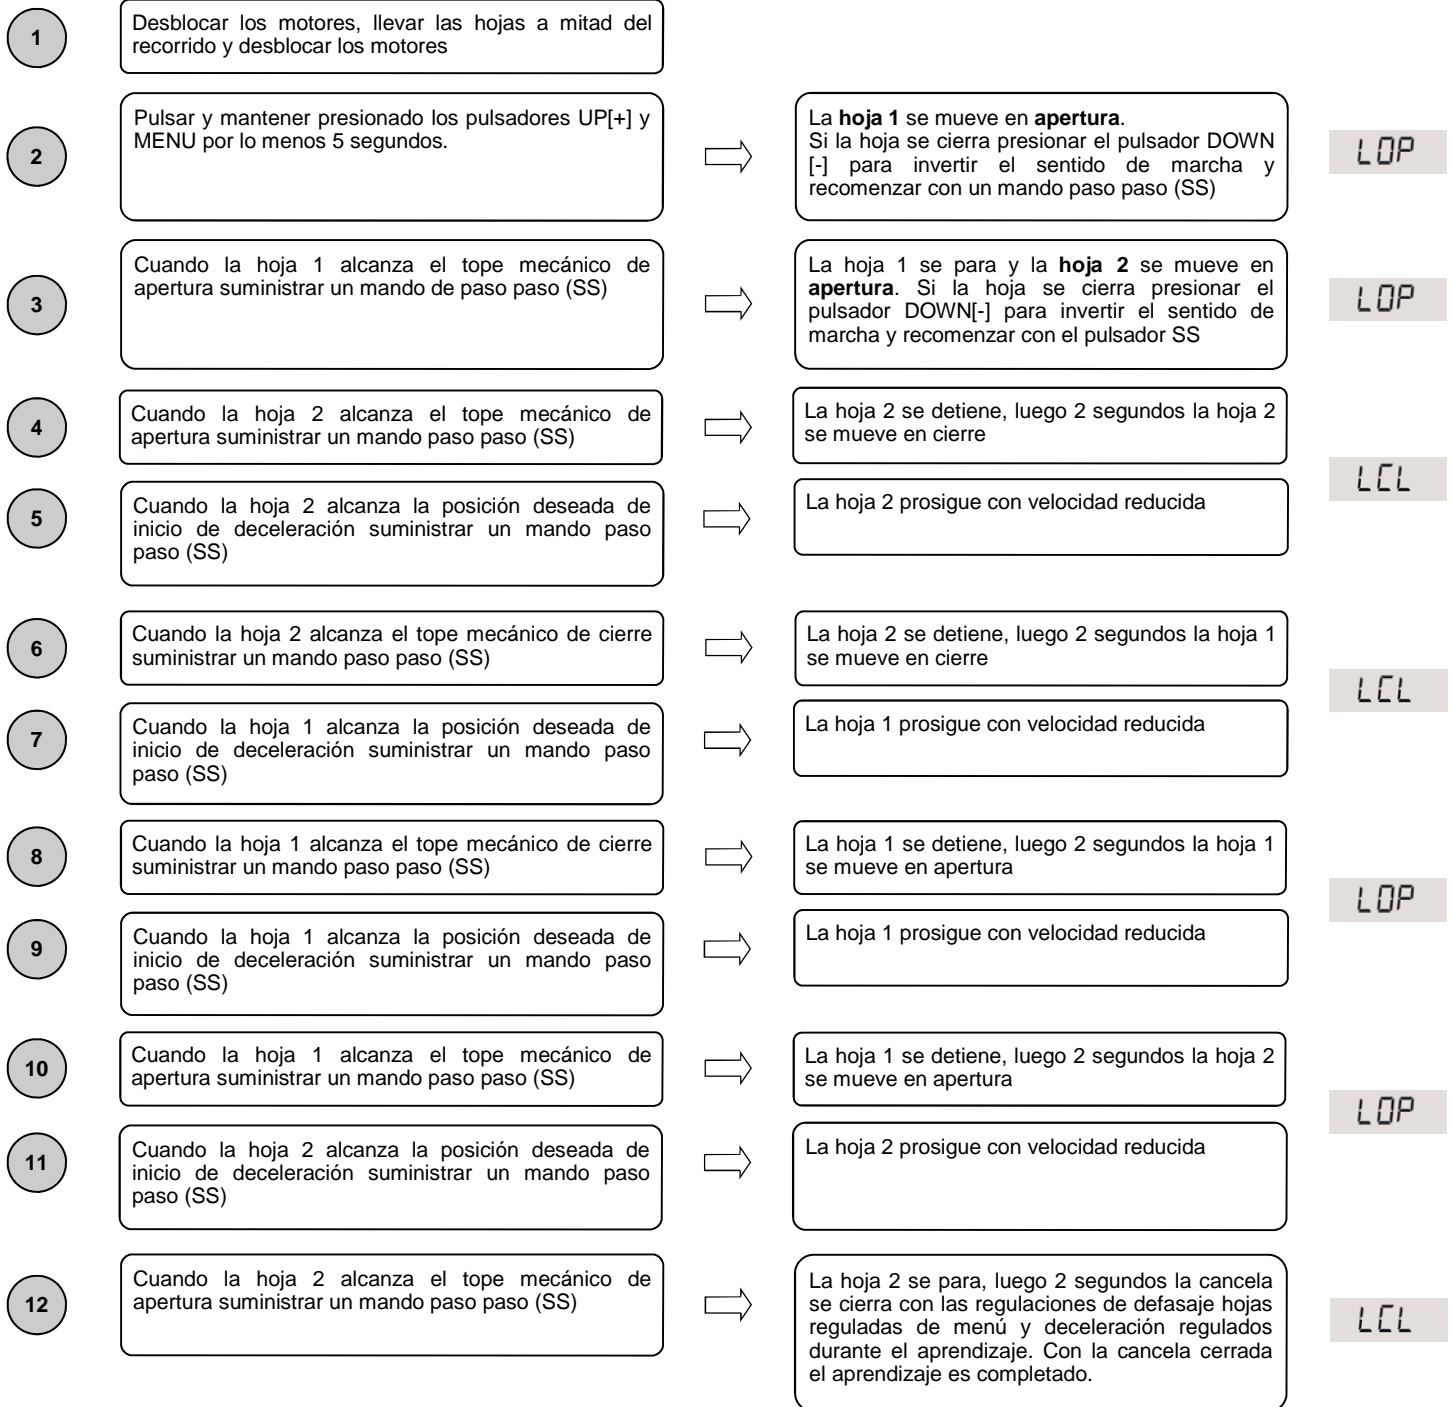 1
Desblocar los motores, llevar las hojas a mitad del
recorrido y desblocar los motores
2
Pulsar y mantener presionado los pulsadores UP[+] y
MENU por lo menos 5 segundos.
La hoja 1 se mueve en apertura.
Si la hoja se cierra presionar el pulsador DOWN
[-] para invertir el sentido de marcha y
recomenzar con un mando paso paso (SS)
LOP
3
Cuando la hoja 1 alcanza el tope mecánico de
apertura suministrar un mando de paso paso (SS)
La hoja 1 se para y la hoja 2 se mueve en
apertura. Si la hoja se cierra presionar el
pulsador DOWN[-] para invertir el sentido de
marcha y recomenzar con el pulsador SS
LOP
4
Cuando la hoja 2 alcanza el tope mecánico de
apertura suministrar un mando paso paso (SS)
La hoja 2 se detiene, luego 2 segundos la hoja 2
se mueve en cierre
LCL
5
Cuando la hoja 2 alcanza la posición deseada de
inicio de deceleración suministrar un mando paso
paso (SS)
La hoja 2 prosigue con velocidad reducida
6
Cuando la hoja 2 alcanza el tope mecánico de cierre
suministrar un mando paso paso (SS)
La hoja 2 se detiene, luego 2 segundos la hoja 1
se mueve en cierre
LCL
7
Cuando la hoja 1 alcanza la posición deseada de
inicio de deceleración suministrar un mando paso
paso (SS)
La hoja 1 prosigue con velocidad reducida
8
Cuando la hoja 1 alcanza el tope mecánico de cierre
suministrar un mando paso paso (SS)
La hoja 1 se detiene, luego 2 segundos la hoja 1
se mueve en apertura
LOP
9
Cuando la hoja 1 alcanza la posición deseada de
inicio de deceleración suministrar un mando paso
paso (SS)
La hoja 1 prosigue con velocidad reducida
10
Cuando la hoja 1 alcanza el tope mecánico de
apertura suministrar un mando paso paso (SS)
La hoja 1 se detiene, luego 2 segundos la hoja 2
se mueve en apertura
LOP
11
Cuando la hoja 2 alcanza la posición deseada de
inicio de deceleración suministrar un mando paso
paso (SS)
La hoja 2 prosigue con velocidad reducida
12
Cuando la hoja 2 alcanza el tope mecánico de
apertura suministrar un mando paso paso (SS)
La hoja 2 se para, luego 2 segundos la cancela
se cierra con las regulaciones de defasaje hojas
reguladas de menú y deceleración regulados
durante el aprendizaje. Con la cancela cerrada
el aprendizaje es completado.
LCL